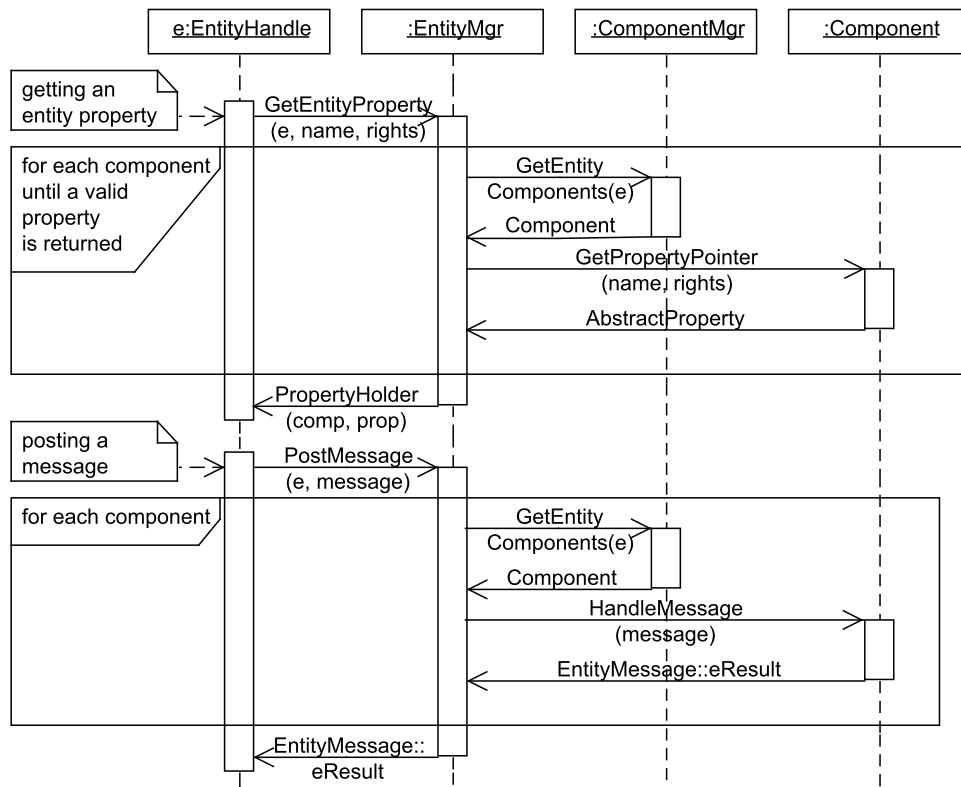 e:EntityHandle
:EntityMgr
:ComponentMgr
:Component
getting an
entity property
GetEntityProperty
(e, name, rights)
for each component
until a valid
property
is returned
GetEntity
Components(e)
Component
GetPropertyPointer
(name, rights)
AbstractProperty
PropertyHolder
(comp, prop)
posting a
message
PostMessage
(e, message)
for each component
GetEntity
Components(e)
Component
HandleMessage
(message)
EntityMessage::eResult
EntityMessage::
eResult